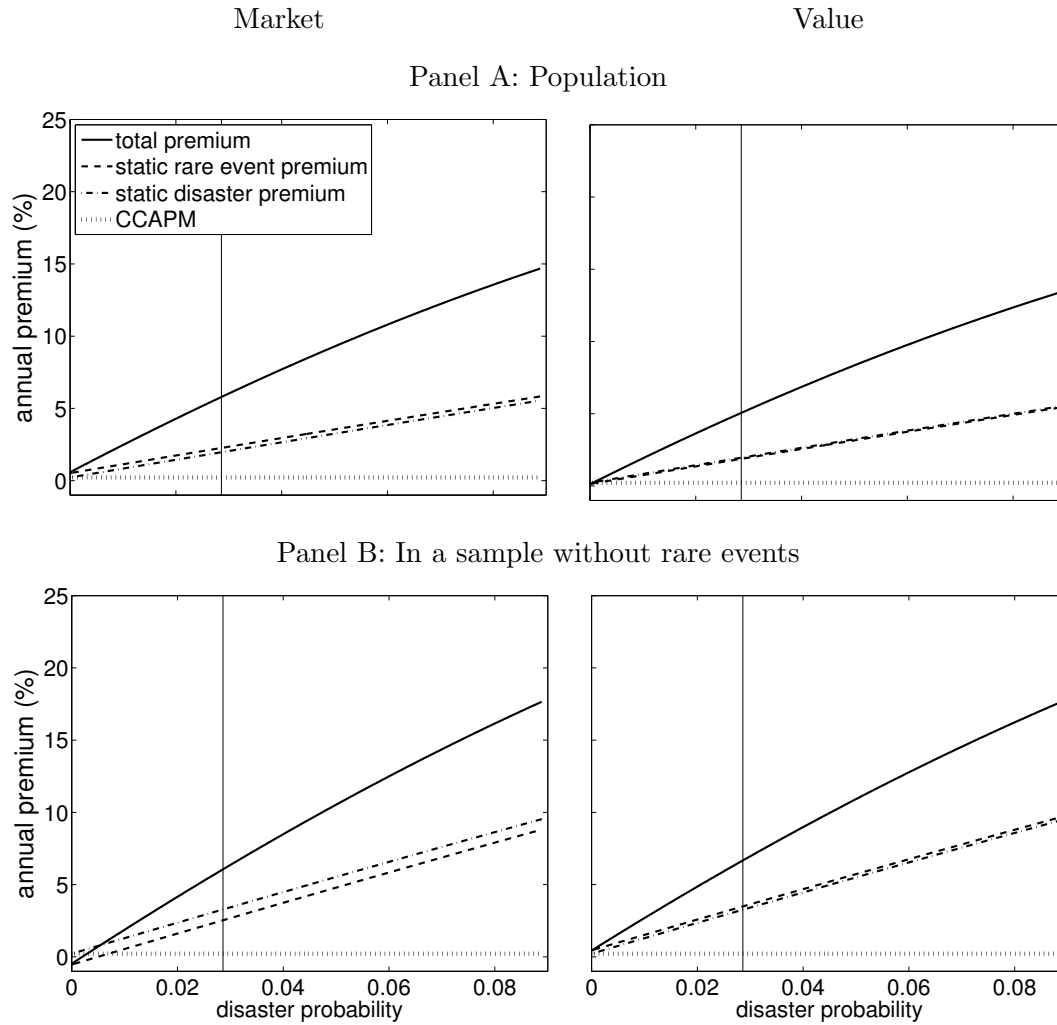 Market
Value
Panel A: Population
25
20
15
10
5
0
annual premium (%)
total premium
static rare event premium
static disaster premium
CCAPM
Panel B: In a sample without rare events
25
20
15
10
5
0
annual premium (%)
0 0.02 0.04 0.06 0.08
disaster probability
0 0.02 0.04 0.06 0.08
disaster probability